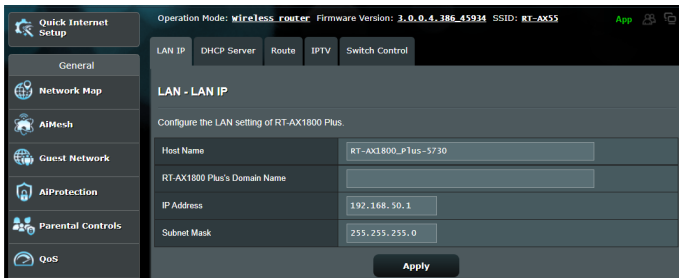 Quick Internet
Setup
Operation Mode: Wireless router Firmware Version: 3.0.0.4.386_45934 SSID: RT-AX55
App
General
Network Map
AiMesh
Guest Network
AiProtection
Parental Controls
QoS
LAN IP DHCP Server Route IPTV Switch Control
LAN - LAN IP
Configure the LAN setting of RT-AX1800 Plus.
Host Name RT-AX1800_Plus-5730
RT-AX1800 Plus's Domain Name
IP Address 192.168.50.1
Subnet Mask 255.255.255.0
Apply